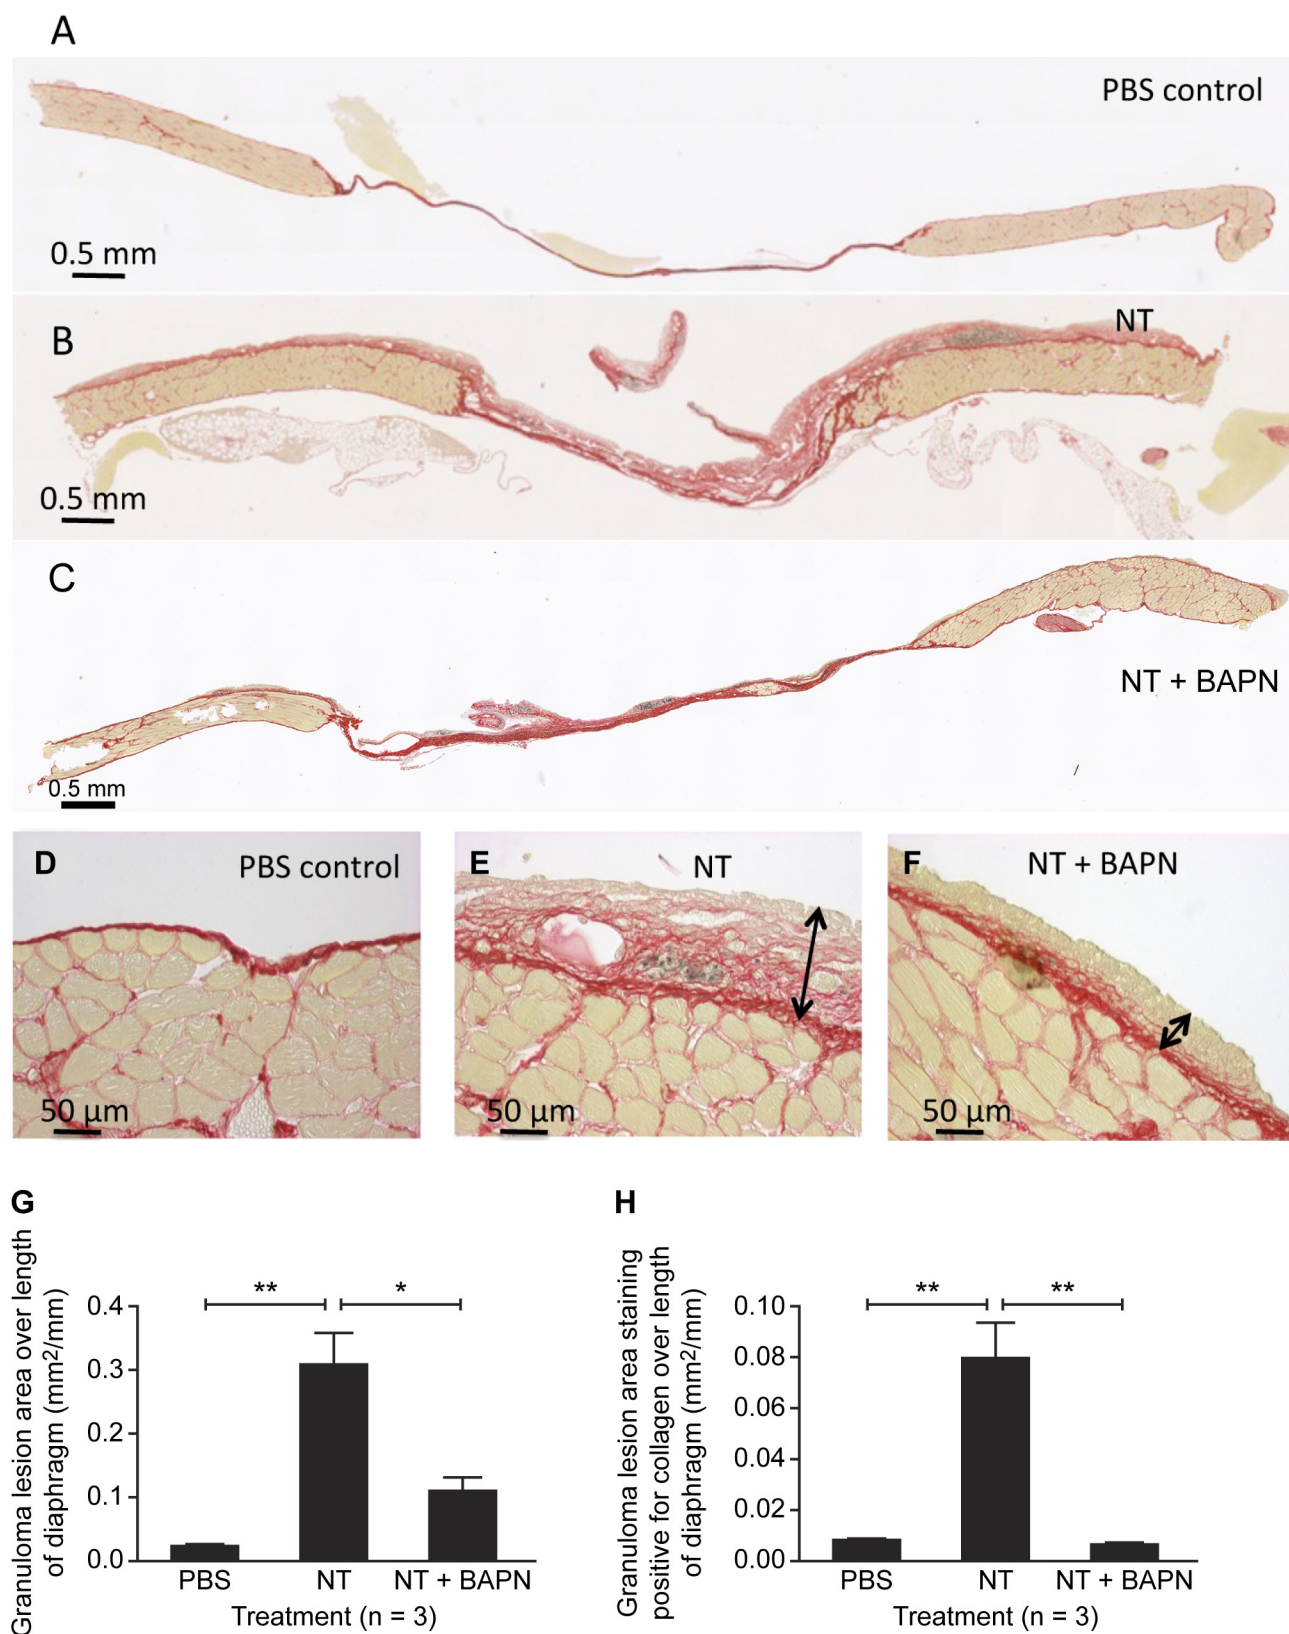 A
PBS control
0.5 mm
B
NT
0.5 mm
C
NT + BAPN
0.5 mm
D
PBS control
50 µm
E
NT
50 µm
F
NT + BAPN
50 µm
G
Granuloma lesion area over length
of diaphragm (mm2/mm)
**
*
0.4
0.3
0.2
0.1
0.0
PBS
NT
NT + BAPN
Treatment (n = 3)
H
Granuloma lesion area staining
positive for collagen over length
of diaphragm (mm2/mm)
**
**
0.10
0.08
0.06
0.04
0.02
0.00
PBS
NT
NT + BAPN
Treatment (n = 3)